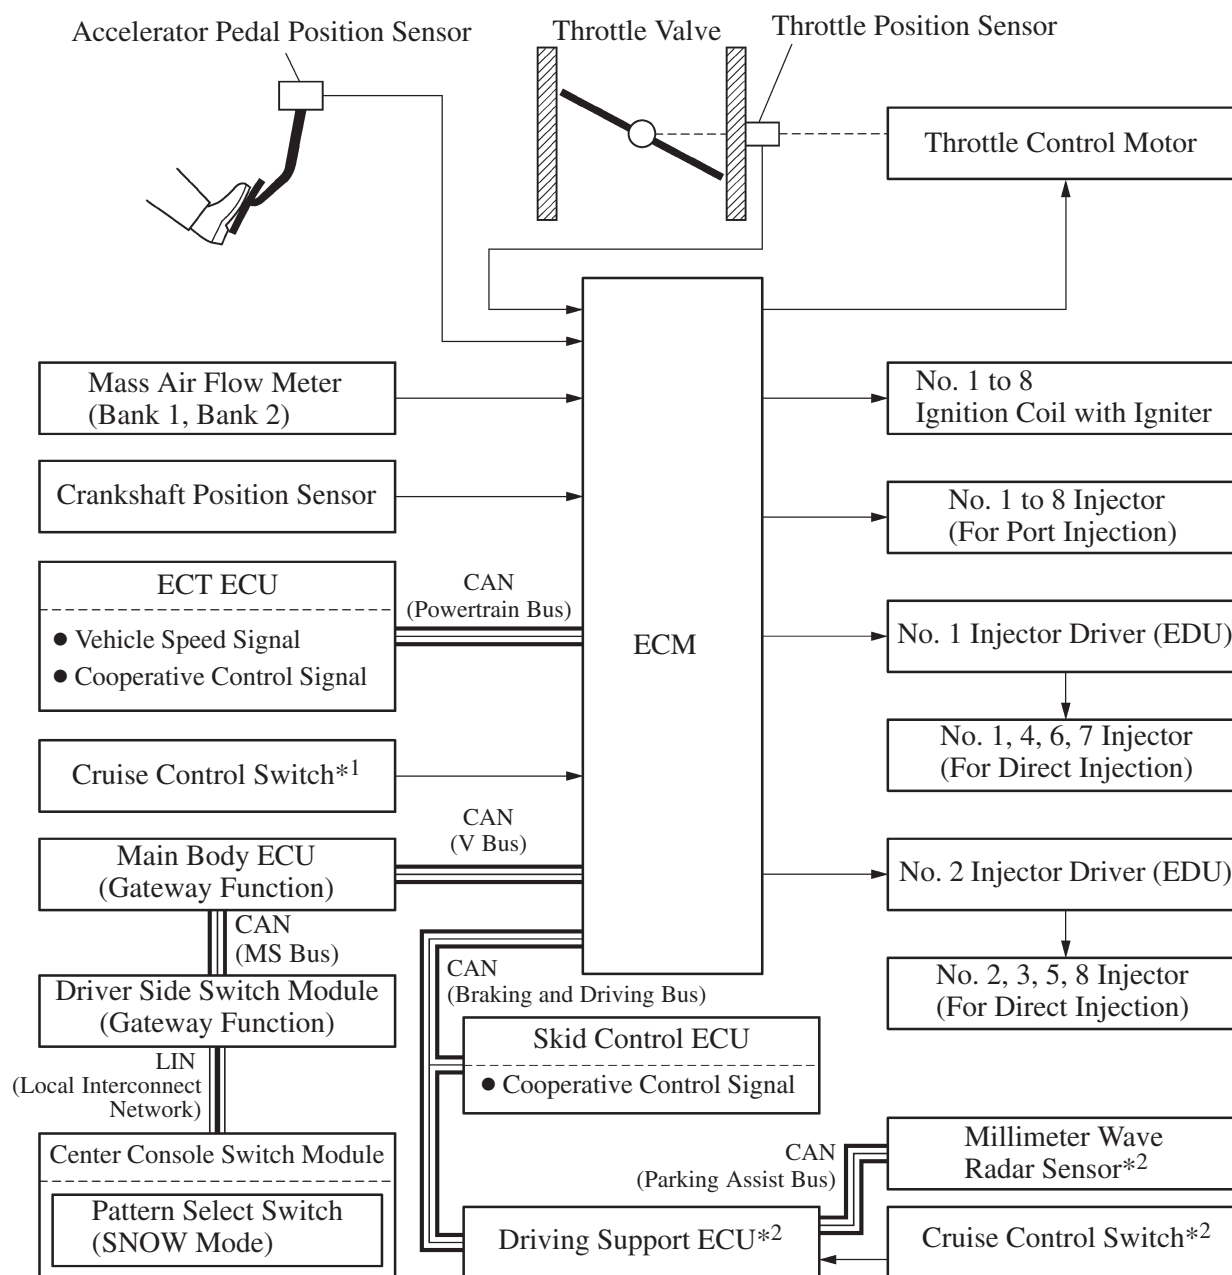 Accelerator Pedal Position Sensor
Throttle Valve
Throttle Position Sensor
Throttle Control Motor
Mass Air Flow Meter
(Bank 1, Bank 2)
No. 1 to 8
Ignition Coil with Igniter
Crankshaft Position Sensor
No. 1 to 8 Injector
(For Port Injection)
ECT ECU
● Vehicle Speed Signal
● Cooperative Control Signal
CAN
(Powertrain Bus)
ECM
No. 1 Injector Driver (EDU)
No. 1, 4, 6, 7 Injector
(For Direct Injection)
Cruise Control Switch*1
CAN
(V Bus)
Main Body ECU
(Gateway Function)
No. 2 Injector Driver (EDU)
CAN
(MS Bus)
CAN
(Braking and Driving Bus)
No. 2, 3, 5, 8 Injector
(For Direct Injection)
Driver Side Switch Module
(Gateway Function)
Skid Control ECU
● Cooperative Control Signal
LIN
(Local Interconnect
Network)
Center Console Switch Module
Pattern Select Switch
(SNOW Mode)
CAN
(Parking Assist Bus)
Millimeter Wave
Radar Sensor*2
Driving Support ECU*2
Cruise Control Switch*2